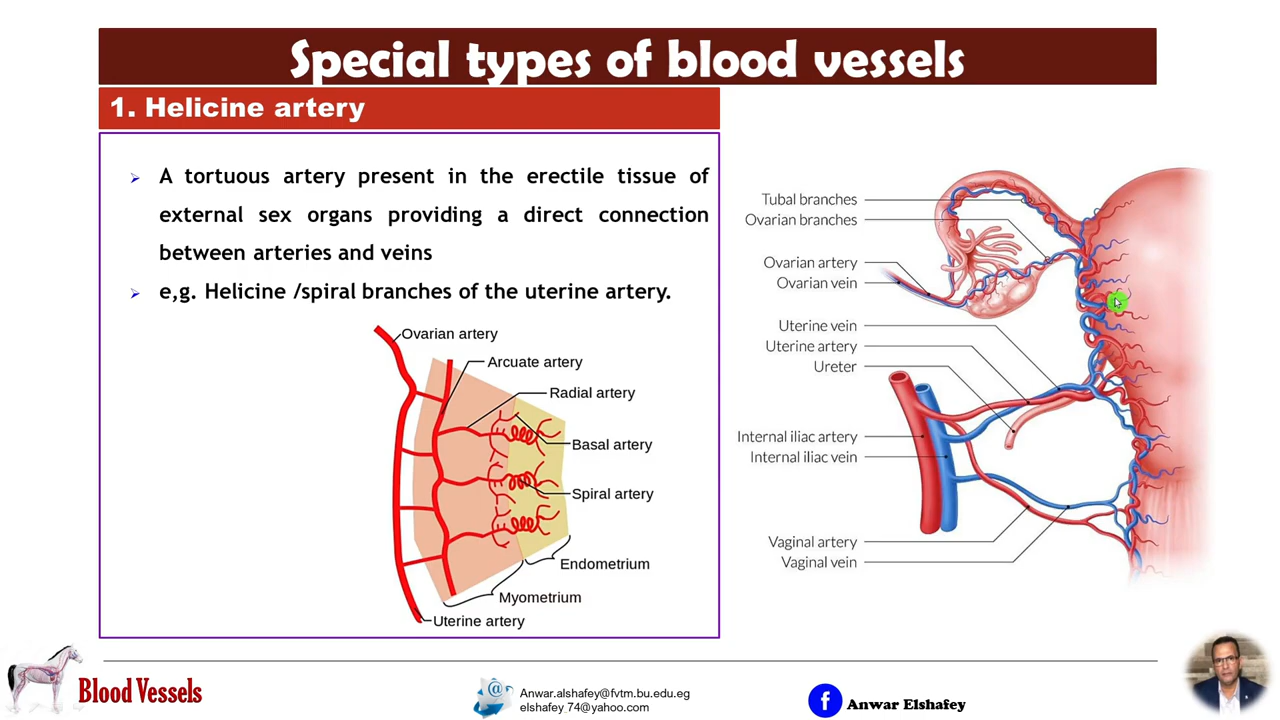 Special types of blood vessels
1. Helicine artery
A tortuous artery present in the erectile tissue of
external sex organs providing a direct connection
between arteries and veins
e,g. Helicine /spiral branches of the uterine artery.
Ovarian artery
Arcuate artery
Radial artery
Basal artery
Spiral artery
Endometrium
Myometrium
Uterine artery
Tubal branches
Ovarian branches
Ovarian artery
Ovarian vein
Uterine vein
Uterine artery
Ureter
Internal iliac artery
Internal iliac vein
Vaginal artery
Vaginal vein
Blood Vessels
@
Anwar.alshafey@fvtm.bu.edu.eg
elshafey_74@yahoo.com
f
Anwar Elshafey